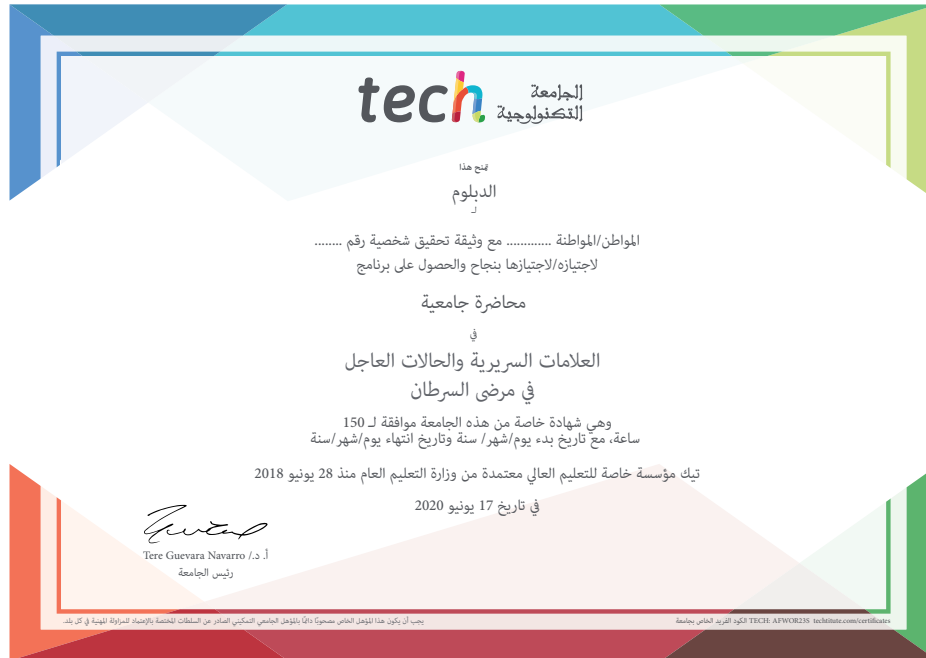 tech الجامعة
التكنولوجية
تمنح هذا
الدبلوم
لـ
المواطن/المواطنة ............. مع وثيقة تحقيق شخصية رقم ........
لاجتيازه/لاجتيازها بنجاح والحصول على برنامج
محاضرة جامعية
في
العلامات السريرية والحالات العاجل
في مرضى السرطان
وهي شهادة خاصة من هذه الجامعة موافقة لـ 150
ساعة، مع تاريخ بدء يوم/شهر/ سنة وتاريخ انتهاء يوم/شهر/سنة
تيك مؤسسة خاصة للتعليم العالي معتمدة من وزارة التعليم العام منذ 28 يونيو 2018
في تاريخ 17 يونيو 2020
أ. د./ Tere Guevara Navarro
رئيس الجامعة
يجب أن يكون هذا المؤهل الخاص مصحوبًا دائمًا بالمؤهل الجامعي التمكيني الصادر عن السلطات المختصة بالإعتماد للمزاولة المهنية في كل بلد.
الكود الفريد الخاص بجامعة TECH: AFWOR23S techtitute.com/certificates